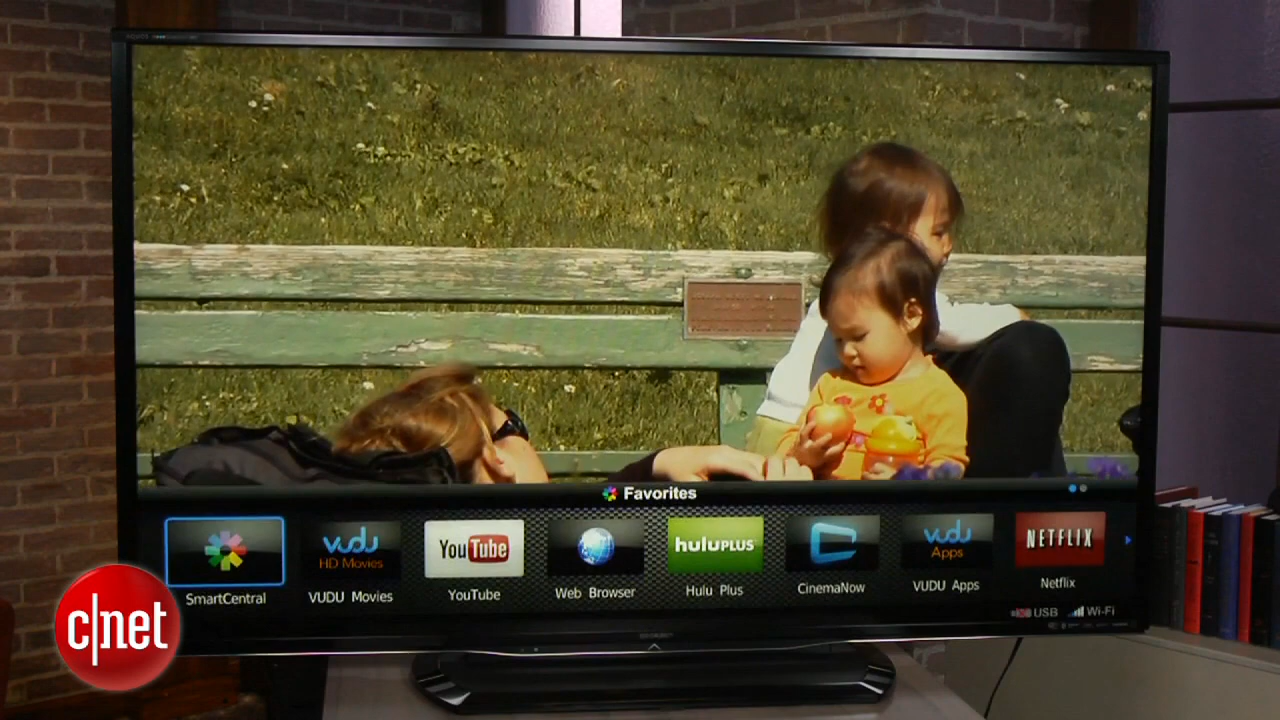 Favorites
vudu
HD Movies
YouTube
huluPLUS
vudu
Apps
NETFLIX
SmartCentral
VUDU Movies
YouTube
Web Browser
Hulu Plus
CinemaNow
VUDU Apps
Netflix
USB
Wi-Fi
c|net